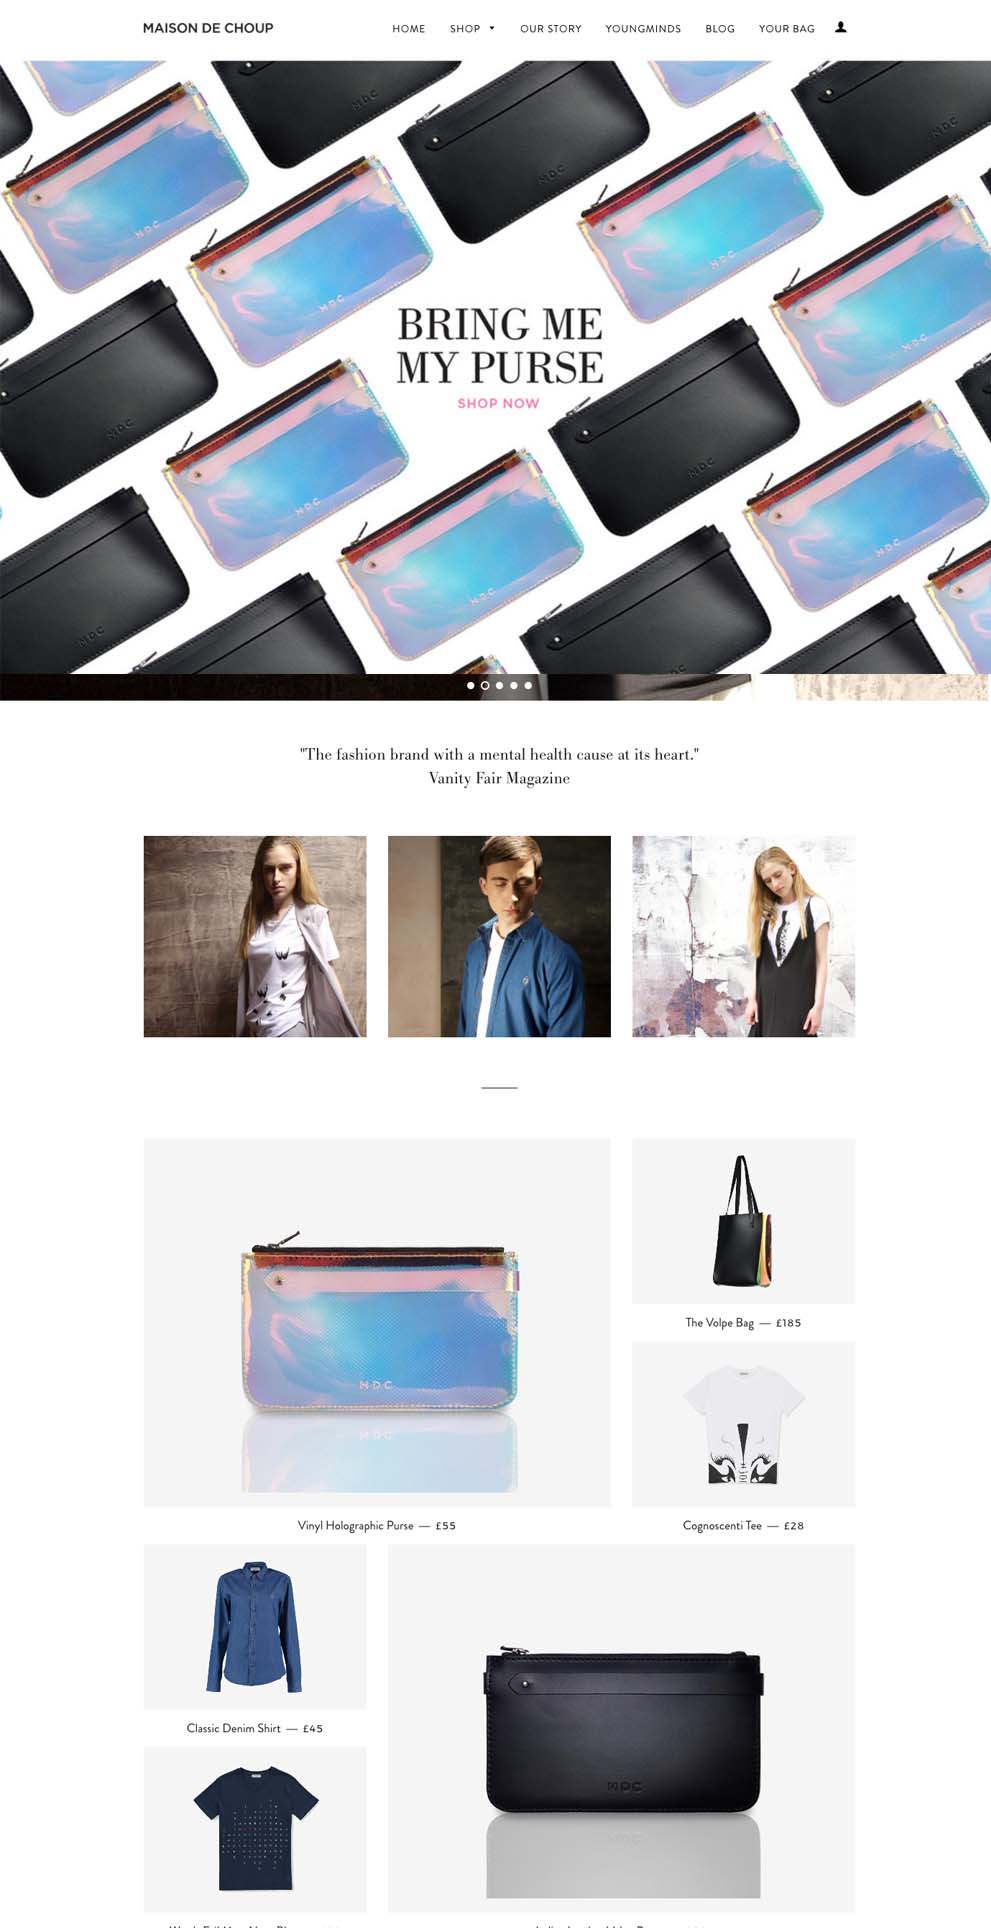 MAISON DE CHOUP
HOME SHOP OUR STORY YOUNGMINDS BLOG YOUR BAG
BRING ME
MY PURSE
SHOP NOW
"The fashion brand with a mental health cause at its heart."
Vanity Fair Magazine
MDC
The Volpe Bag — £185
Vinyl Holographic Purse — £55
Cognoscenti Tee — £28
Classic Denim Shirt — £45
MDC